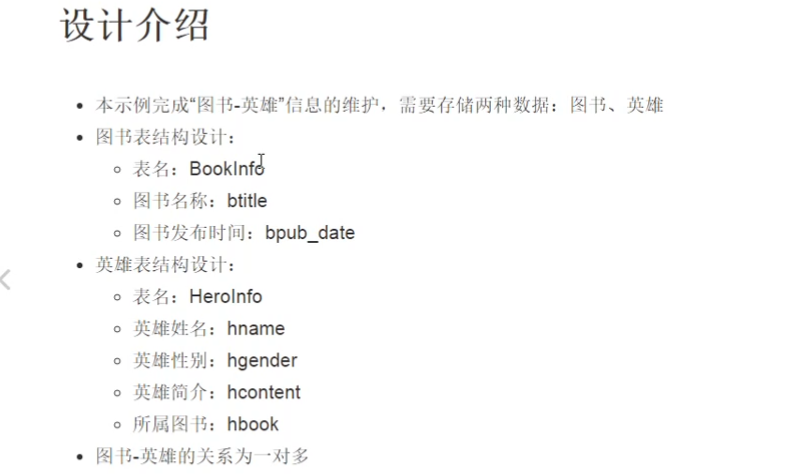 设计介绍
本示例完成“图书-英雄”信息的维护，需要存储两种数据：图书、英雄
图书表结构设计：
表名：BookInfo
图书名称：btitle
图书发布时间：bpub_date
英雄表结构设计：
表名：HeroInfo
英雄姓名：hname
英雄性别：hgender
英雄简介：hcontent
所属图书：hbook
图书-英雄的关系为一对多